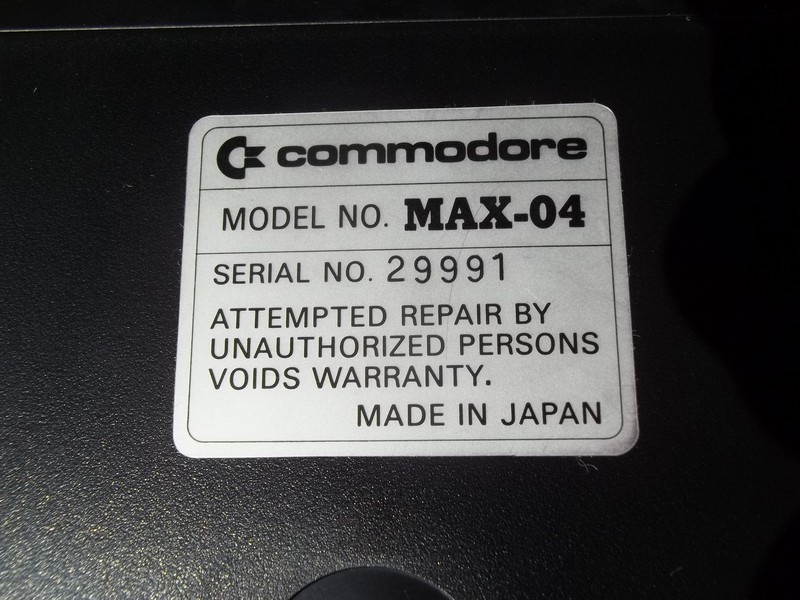 commodore
MODEL NO. MAX-04
SERIAL NO. 29991
ATTEMPTED REPAIR BY
UNAUTHORIZED PERSONS
VOIDS WARRANTY.
MADE IN JAPAN